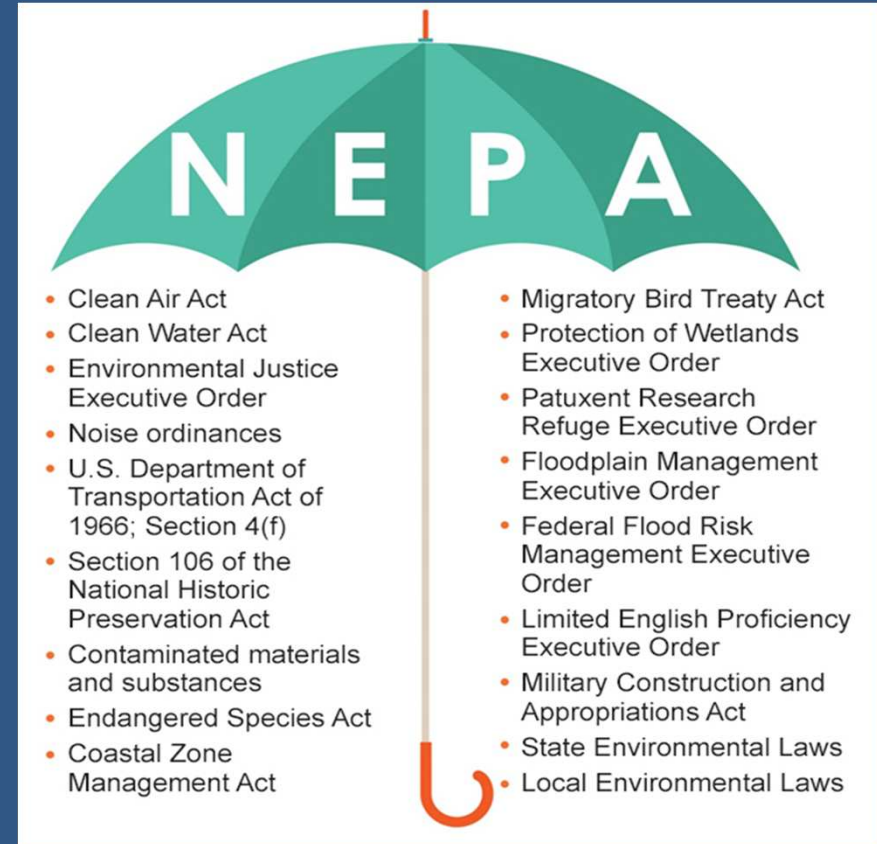 NEPA
• Clean Air Act
• Clean Water Act
• Environmental Justice
Executive Order
• Noise ordinances
• U.S. Department of
Transportation Act of
1966; Section 4(f)
• Section 106 of the
National Historic
Preservation Act
• Contaminated materials
and substances
• Endangered Species Act
• Coastal Zone
Management Act
• Migratory Bird Treaty Act
• Protection of Wetlands
Executive Order
• Patuxent Research
Refuge Executive Order
• Floodplain Management
Executive Order
• Federal Flood Risk
Management Executive
Order
• Limited English Proficiency
Executive Order
• Military Construction and
Appropriations Act
• State Environmental Laws
• Local Environmental Laws